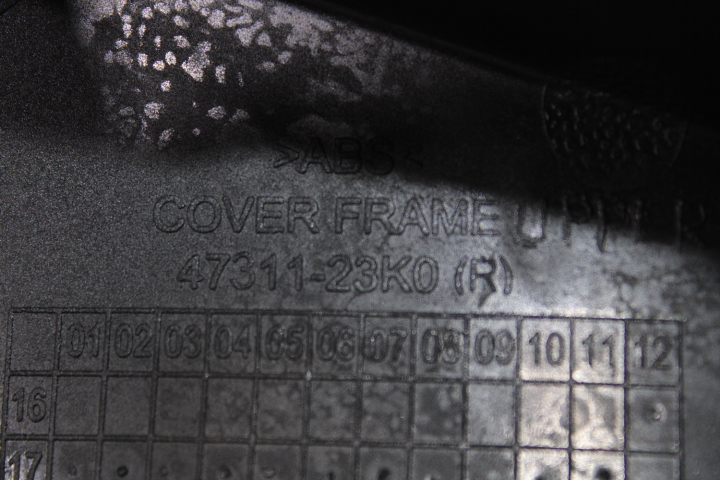 >ABS<
COVER FRAME UPPER
47311-23K0 (R)
01 02 03 04 05 06 07 08 09 10 11 12
16
17